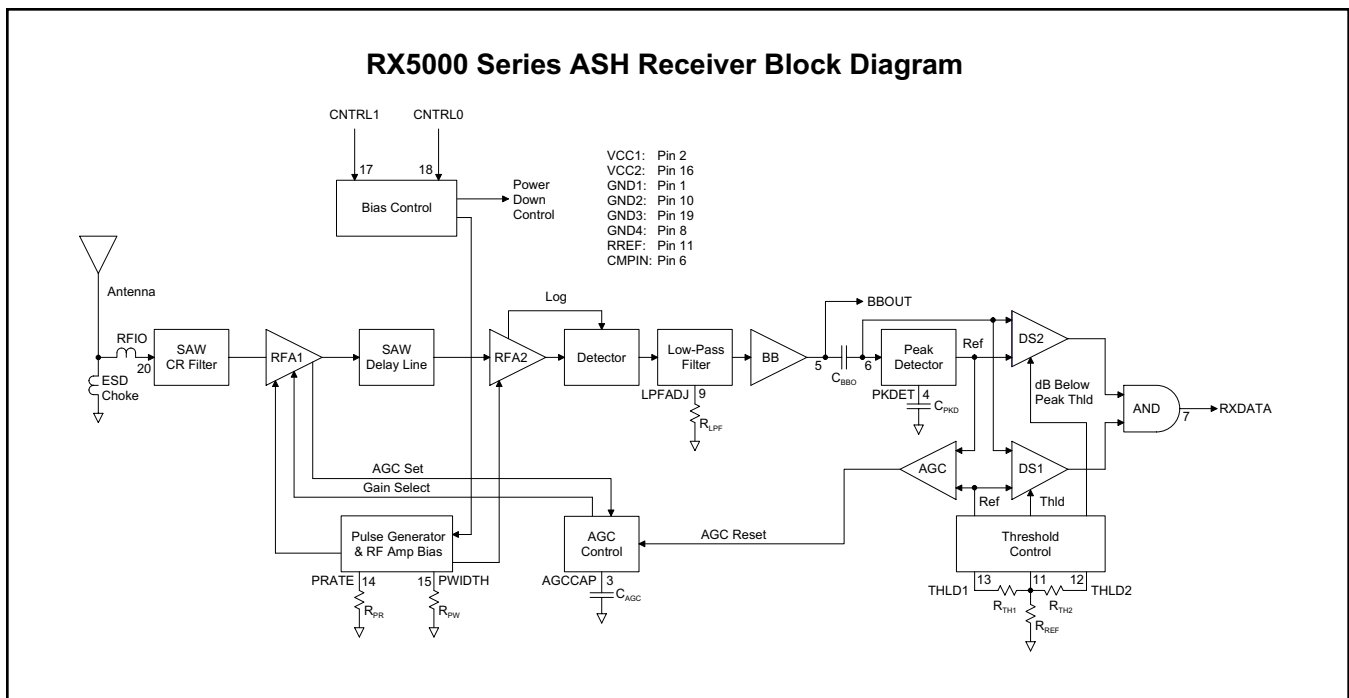 RX5000 Series ASH Receiver Block Diagram
CNTRL1
CNTRL0
17
18
Bias Control
Power
Down
Control
VCC1: Pin 2
VCC2: Pin 16
GND1: Pin 1
GND2: Pin 10
GND3: Pin 19
GND4: Pin 8
RREF: Pin 11
CMPIN: Pin 6
Antenna
RFIO
20
ESD
Choke
SAW
CR Filter
RFA1
SAW
Delay Line
Log
RFA2
Detector
Low-Pass
Filter
LPFADJ
9
RLPF
BB
BBOUT
5
CBBO
6
Peak
Detector
PKDET
4
CPKD
Ref
DS2
dB Below
Peak Thld
AND
7
RXDATA
AGC
DS1
Ref
Thld
AGC Set
Gain Select
AGC Reset
Pulse Generator
& RF Amp Bias
PRATE
14
15
PWIDTH
RPR
RPW
AGC
Control
AGCCAP
3
CAGC
Threshold
Control
THLD1
13
11
12
THLD2
RTH1
RTH2
RREF